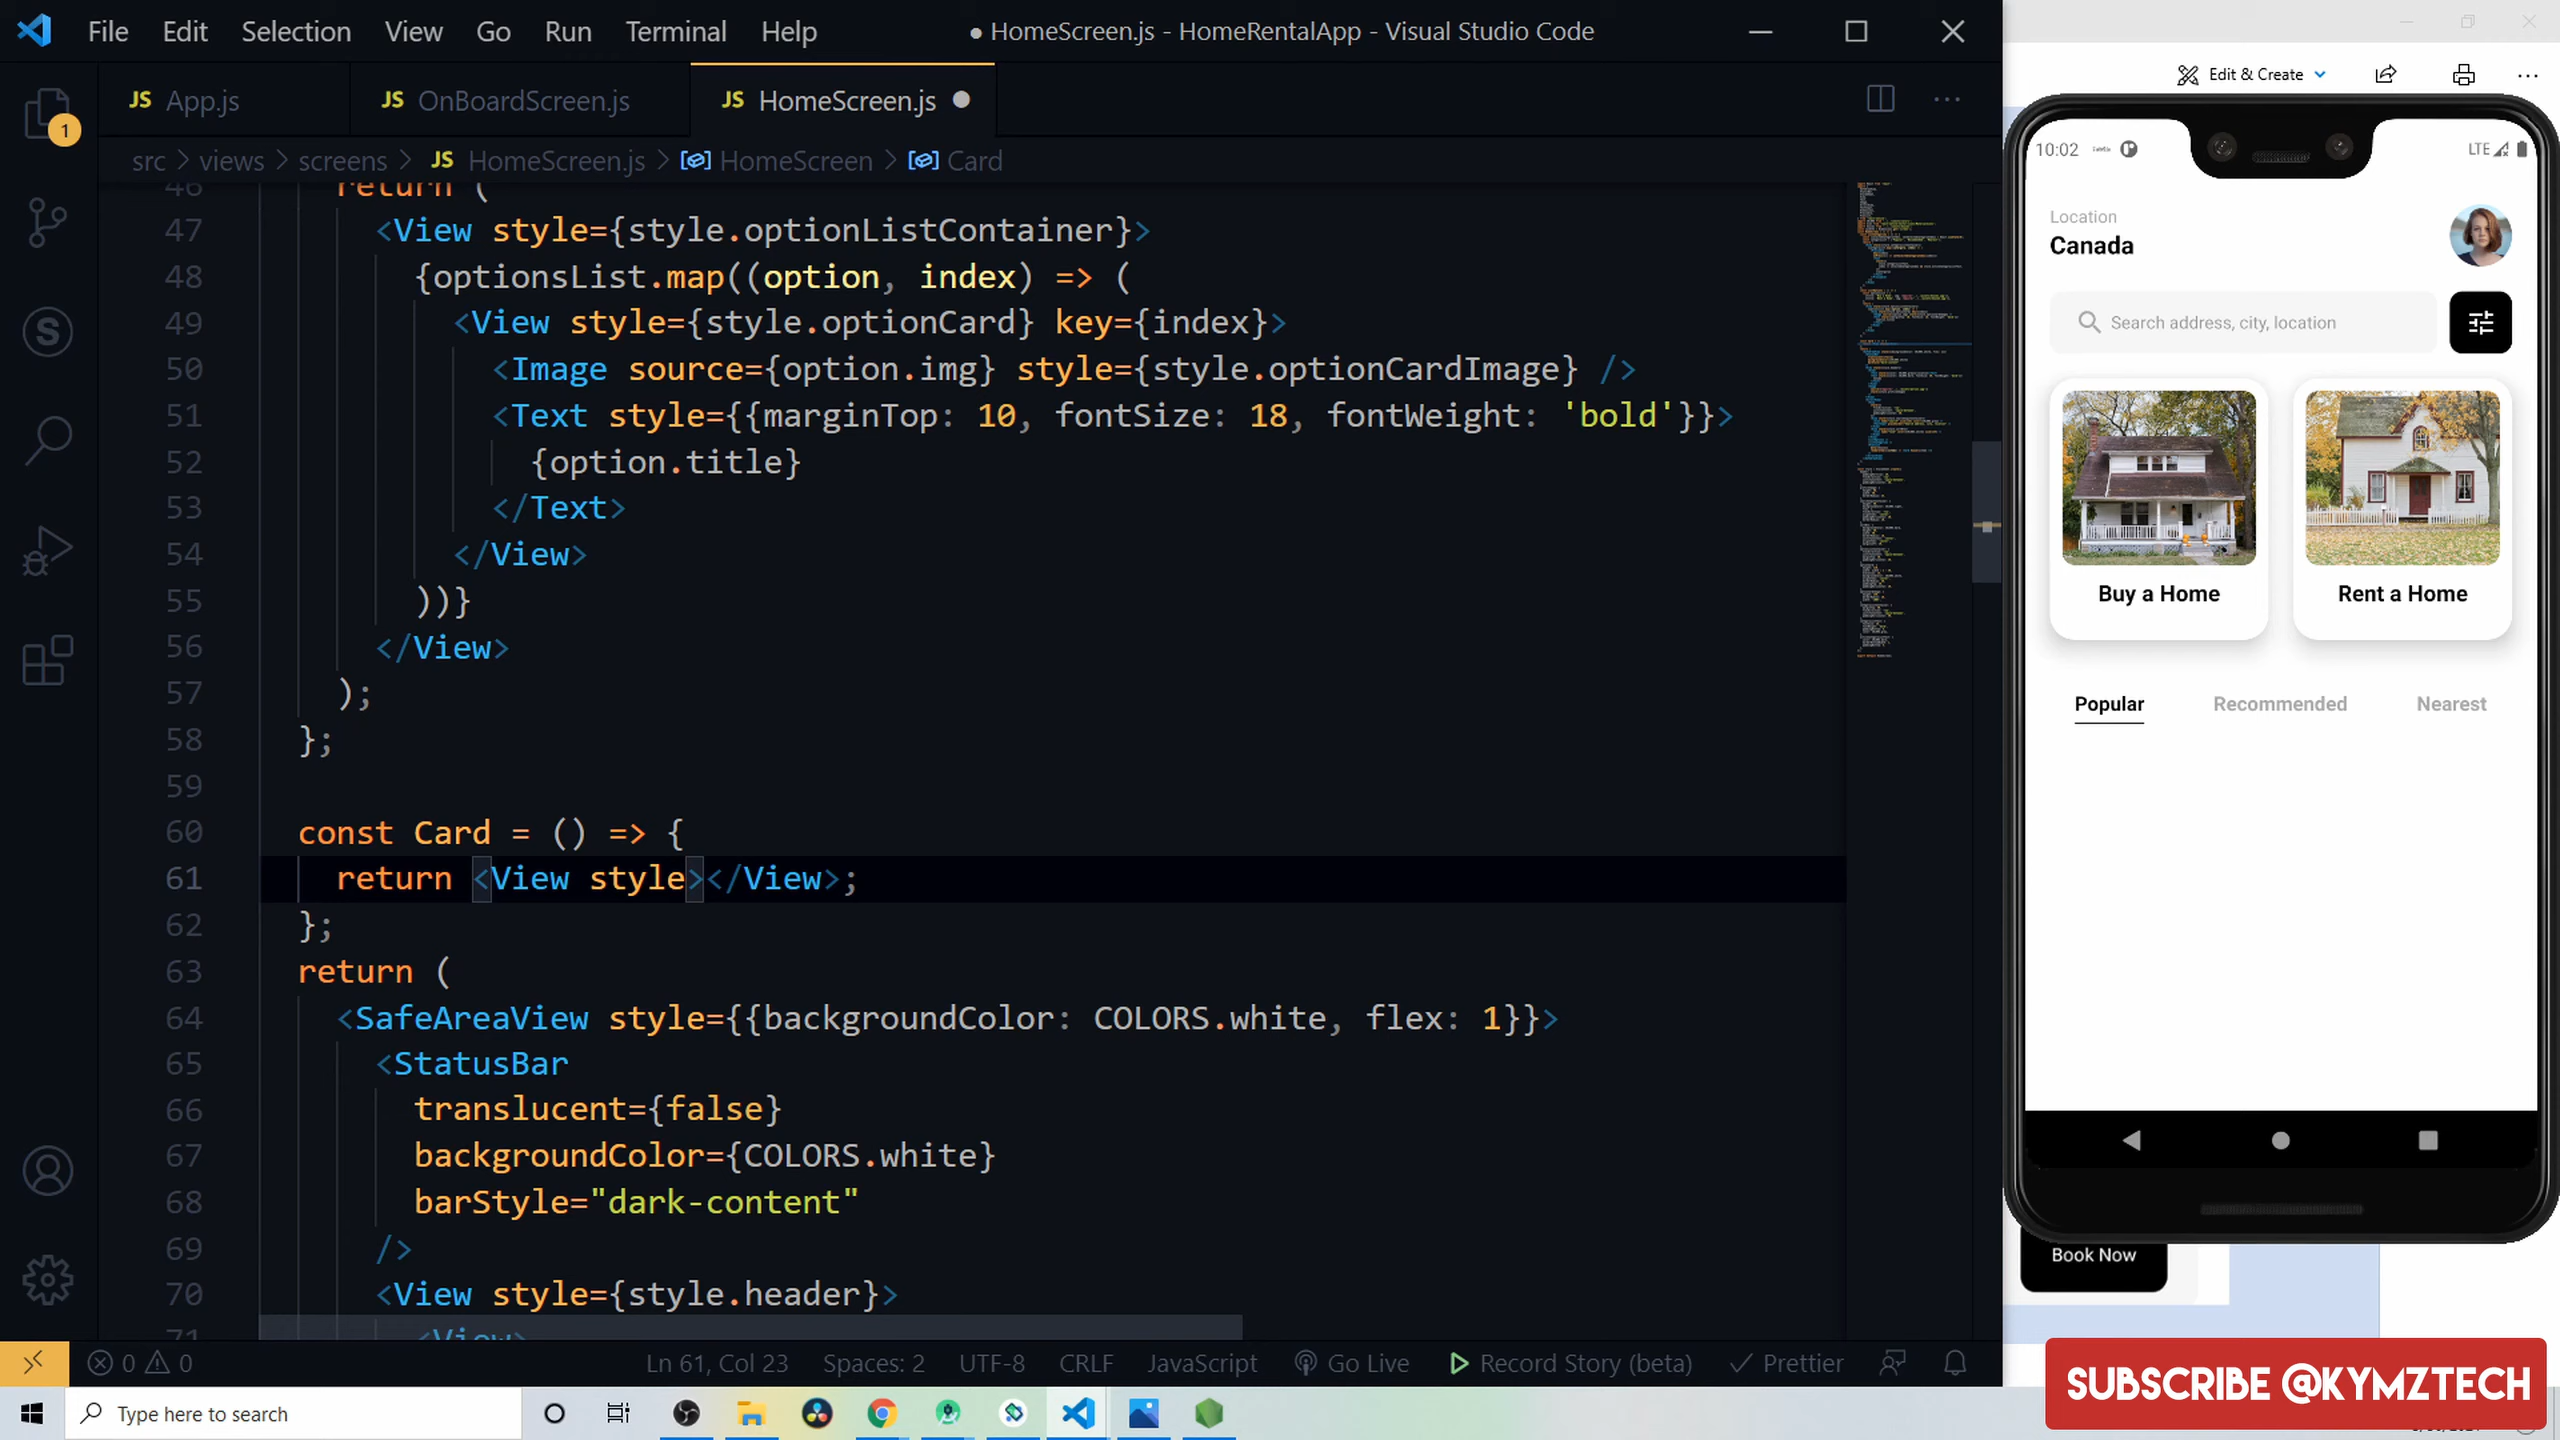 File Edit Selection View Go Run Terminal Help ● HomeScreen.js - HomeRentalApp - Visual Studio Code
JS App.js JS OnBoardScreen.js JS HomeScreen.js ●
src > views > screens > JS HomeScreen.js > HomeScreen > Card
46 return (
47 <View style={style.optionListContainer}>
48 {optionsList.map((option, index) => (
49 <View style={style.optionCard} key={index}>
50 <Image source={option.img} style={style.optionCardImage} />
51 <Text style={{marginTop: 10, fontSize: 18, fontWeight: 'bold'}}>
52 {option.title}
53 </Text>
54 </View>
55 ))}
56 </View>
57 );
58 };
59
60 const Card = () => {
61 return <View style></View>;
62 };
63 return (
64 <SafeAreaView style={{backgroundColor: COLORS.white, flex: 1}}>
65 <StatusBar
66 translucent={false}
67 backgroundColor={COLORS.white}
68 barStyle="dark-content"
69 />
70 <View style={style.header}>
71 <View>
1
0 0 Ln 61, Col 23 Spaces: 2 UTF-8 CRLF JavaScript Go Live Record Story (beta) Prettier
Type here to search
Edit & Create
10:02 LTE
Location
Canada
Search address, city, location
Buy a Home Rent a Home
Popular Recommended Nearest
Book Now
SUBSCRIBE @KYMZTECH